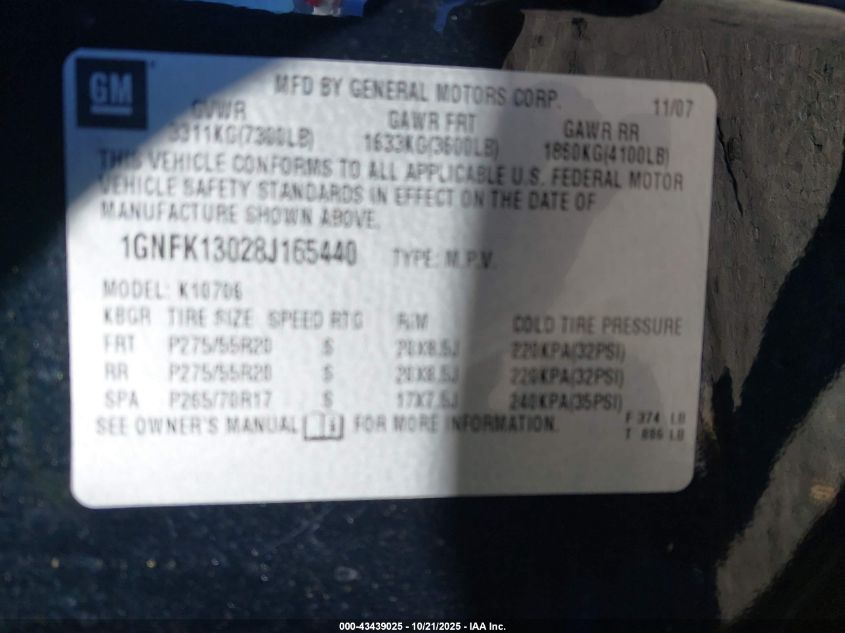 GM
MFD BY GENERAL MOTORS CORP.
11/07
GVWR GAWR FRT GAWR RR
3311KG(7300LB) 1633KG(3600LB) 1860KG(4100LB)
THIS VEHICLE CONFORMS TO ALL APPLICABLE U.S. FEDERAL MOTOR
VEHICLE SAFETY STANDARDS IN EFFECT ON THE DATE OF
MANUFACTURE SHOWN ABOVE.
1GNFK13028J165440 TYPE: M.P.V.
MODEL: K10706
KBGR TIRE SIZE SPEED RTG RIM COLD TIRE PRESSURE
FRT P275/55R20 S 20X8.5J 220KPA(32PSI)
RR P275/55R20 S 20X8.5J 220KPA(32PSI)
SPA P265/70R17 S 17X7.5J 240KPA(35PSI)
SEE OWNER'S MANUAL FOR MORE INFORMATION.
F 374 LB
T 886 LB
000-43439025 - 10/21/2025 - IAA Inc.